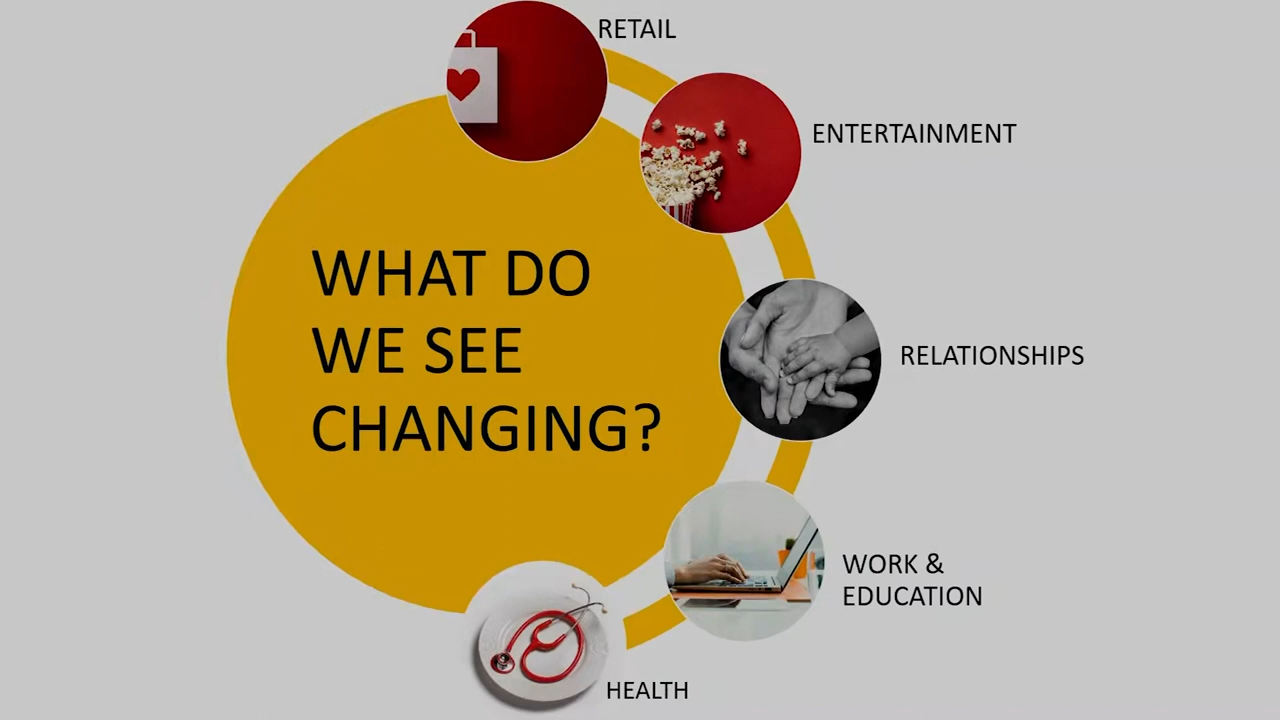 RETAIL
ENTERTAINMENT
WHAT DO
WE SEE
CHANGING?
RELATIONSHIPS
WORK &
EDUCATION
HEALTH